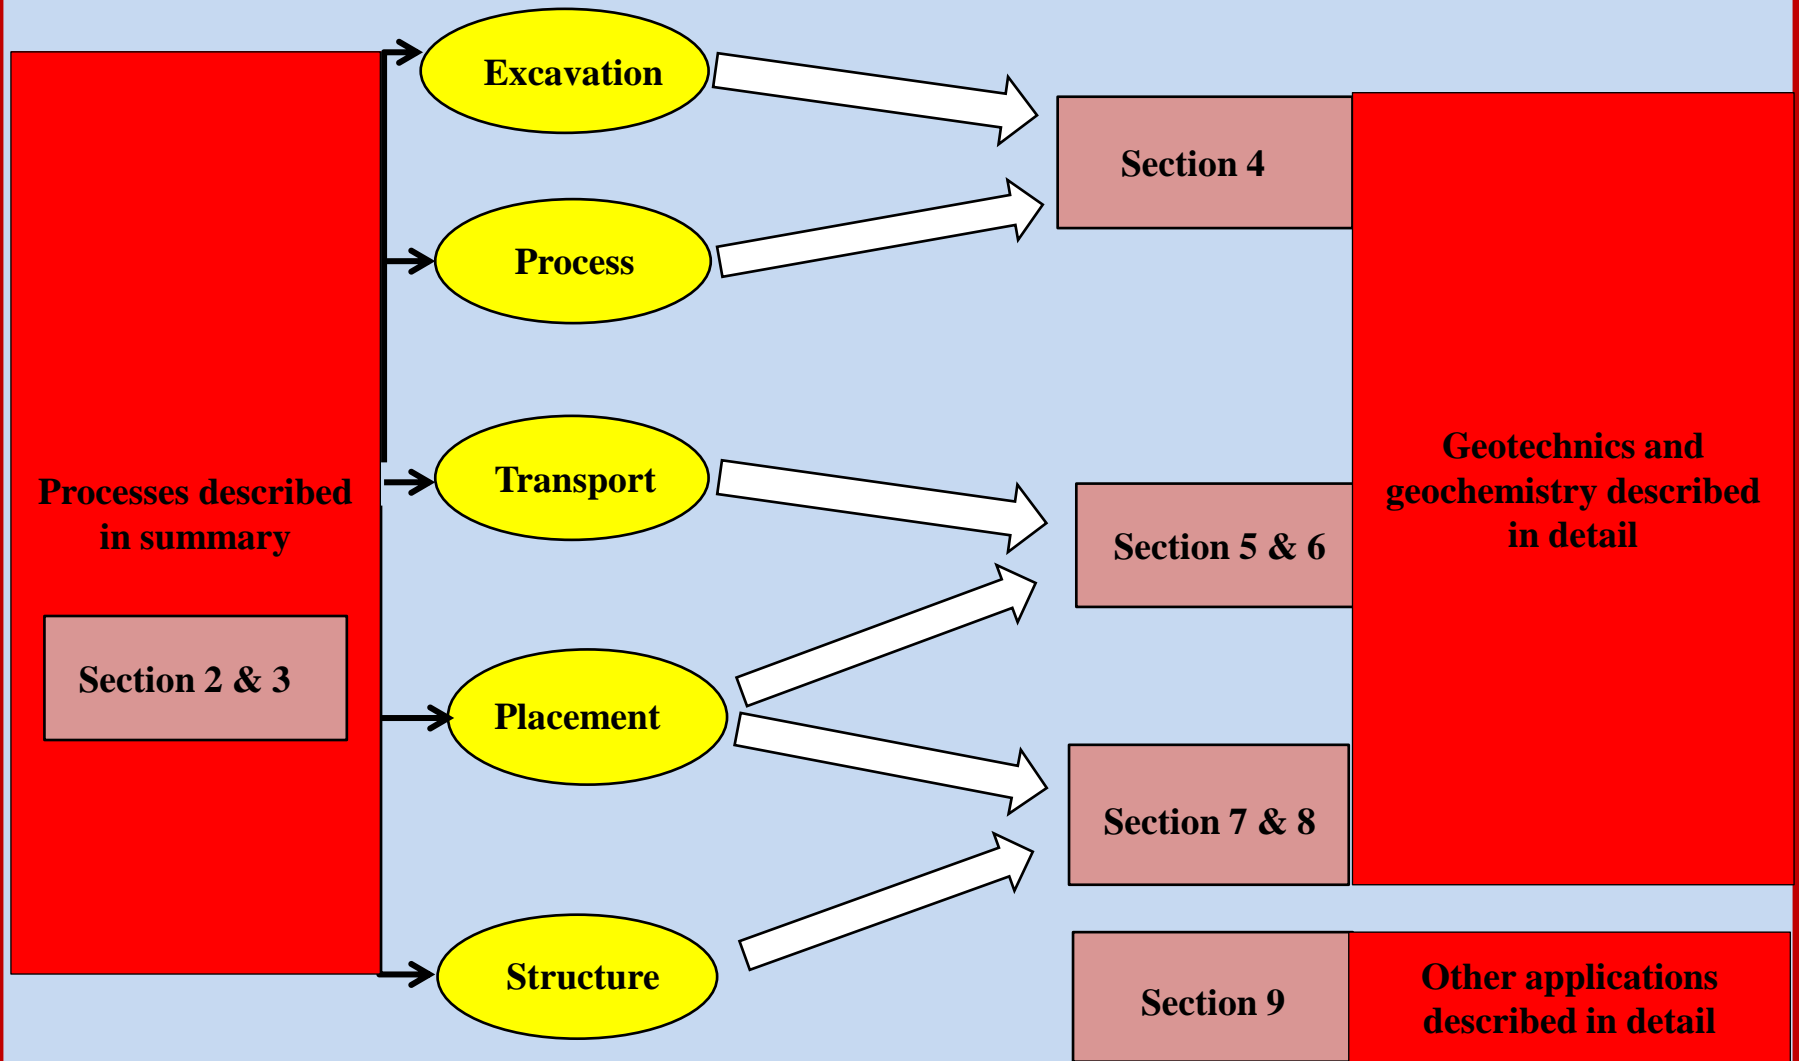 Processes described
in summary
Section 2 & 3
Excavation
Process
Transport
Placement
Structure
Section 4
Section 5 & 6
Section 7 & 8
Section 9
Geotechnics and
geochemistry described
in detail
Other applications
described in detail